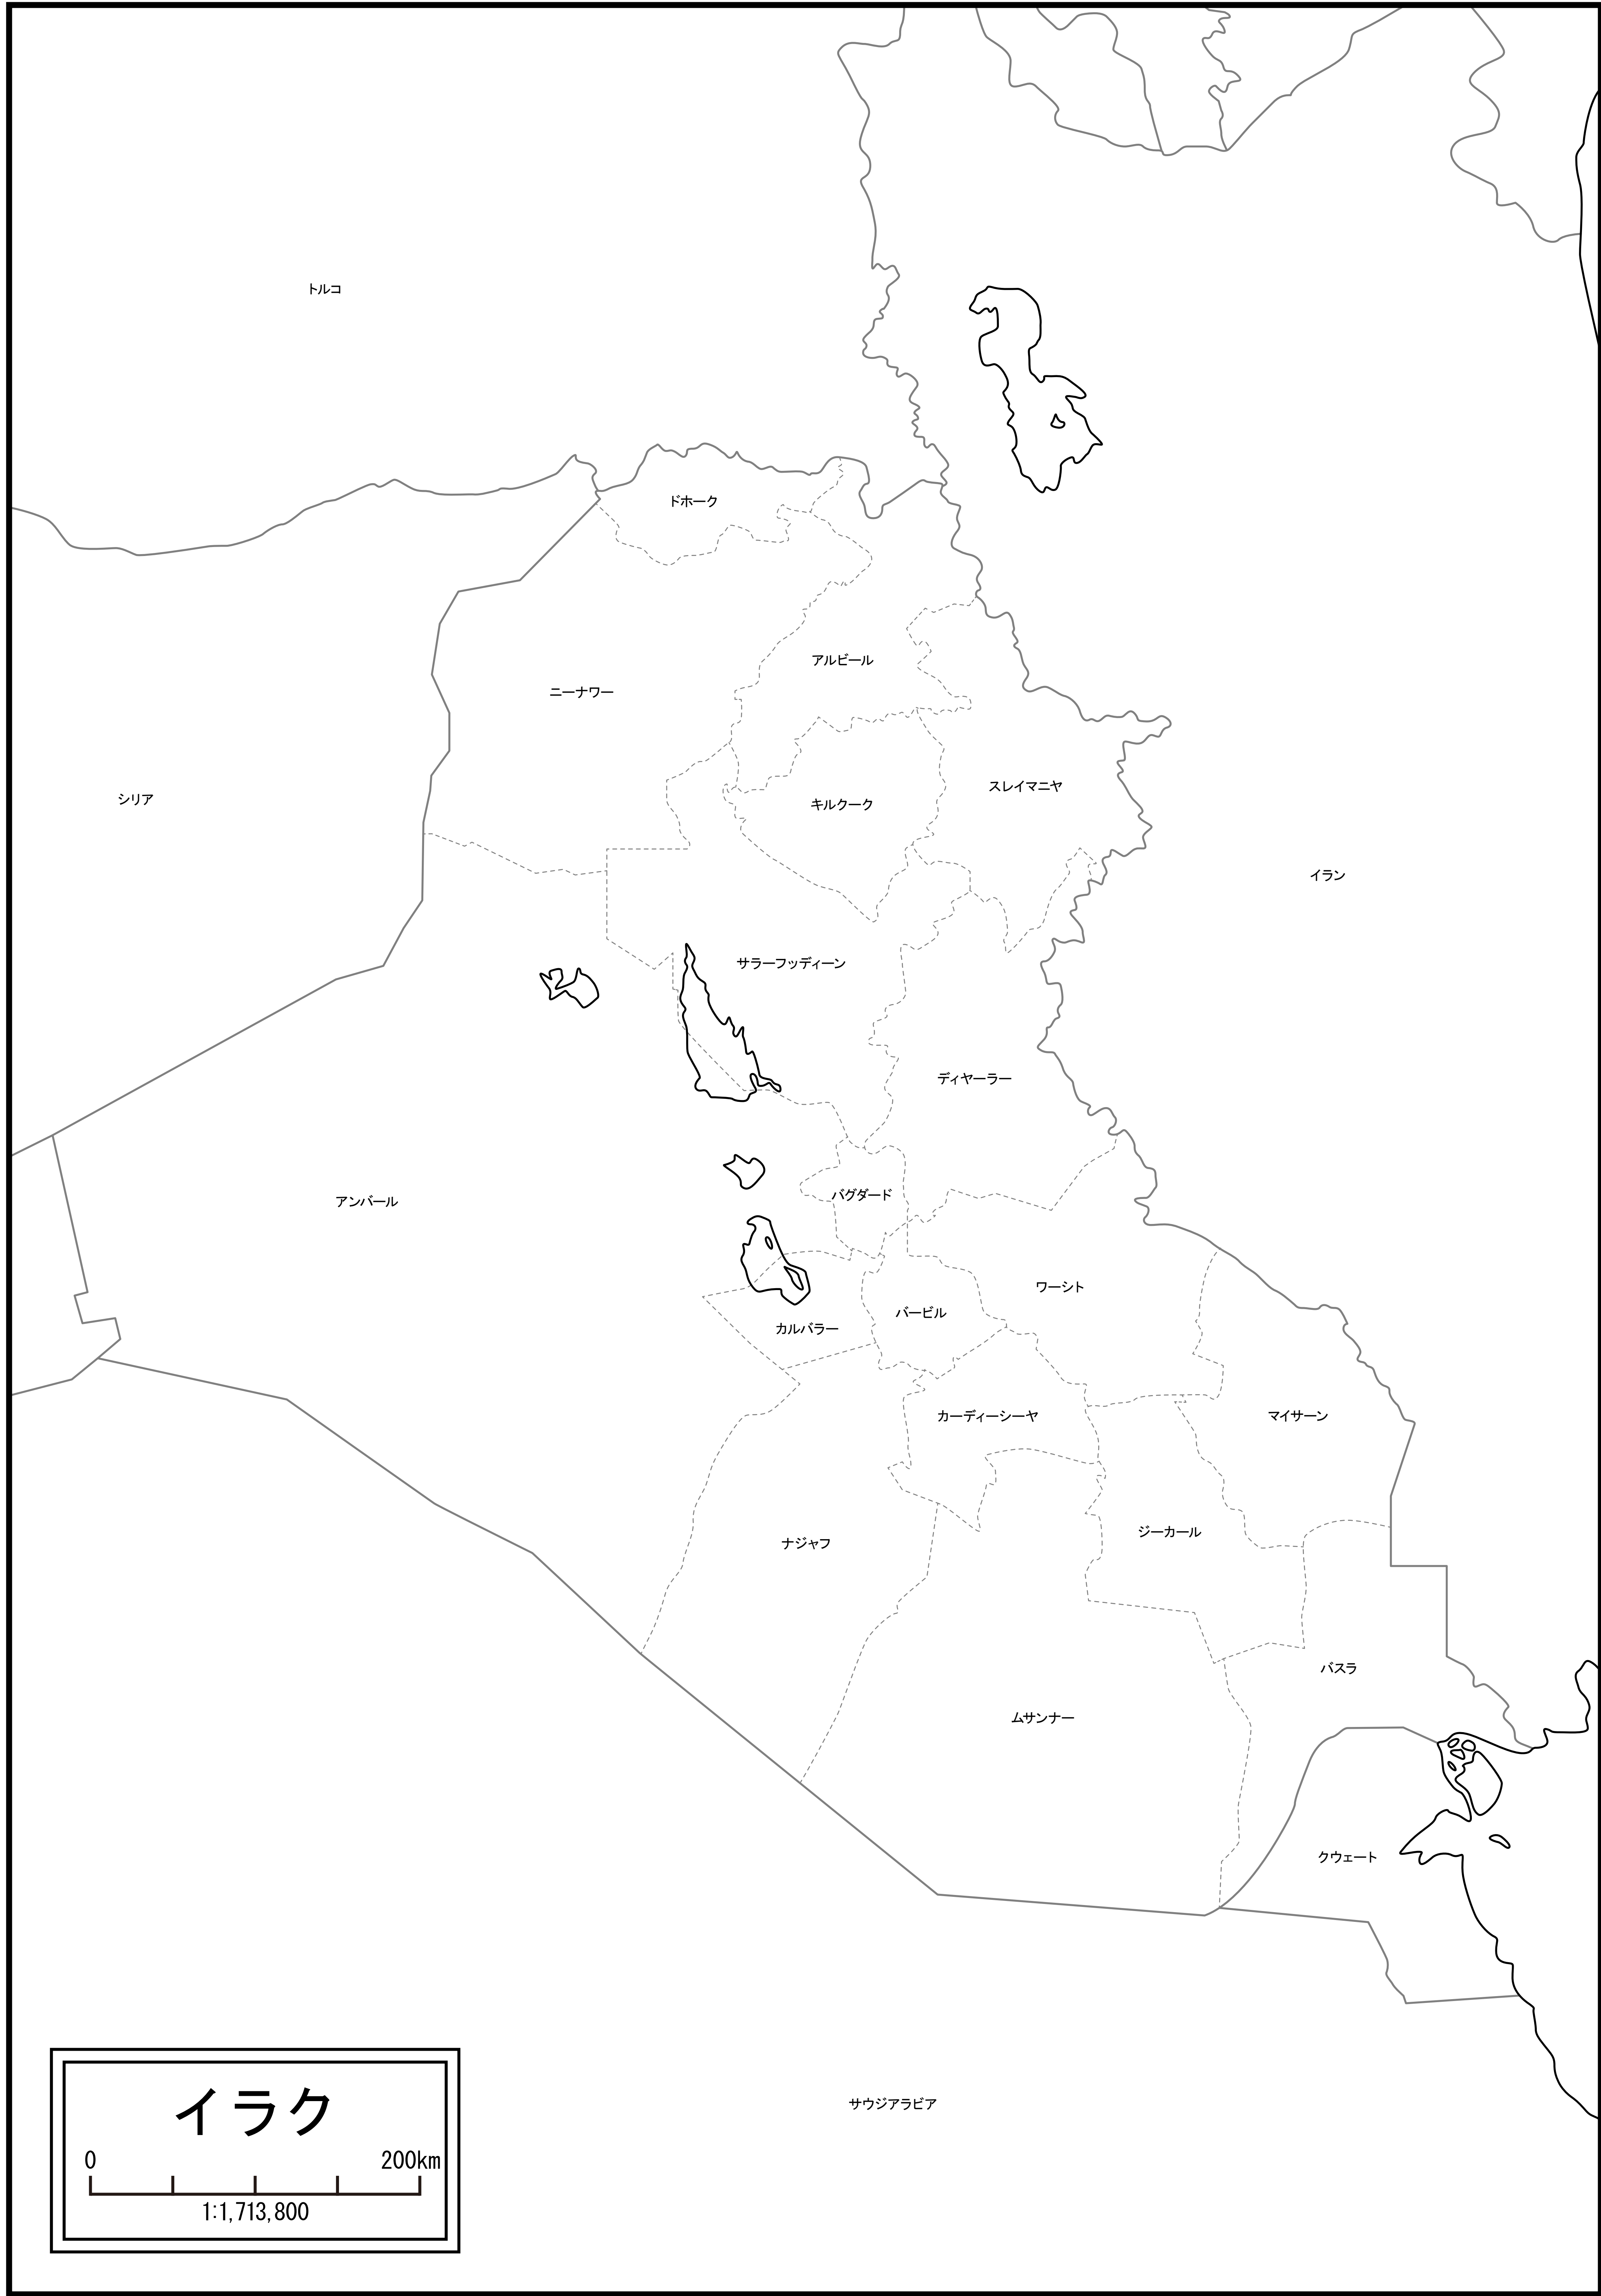 トルコ
ドホーク
アルビール
ニーナワー
スレイマニヤ
シリア
キルクーク
イラン
サラーフッディーン
ディヤーラー
バグダード
アンバール
ワーシト
バービル
カルバラー
カーディーシーヤ
マイサーン
ジーカール
ナジャフ
バスラ
ムサンナー
クウェート
サウジアラビア
イラク
0 200km
1:1,713,800